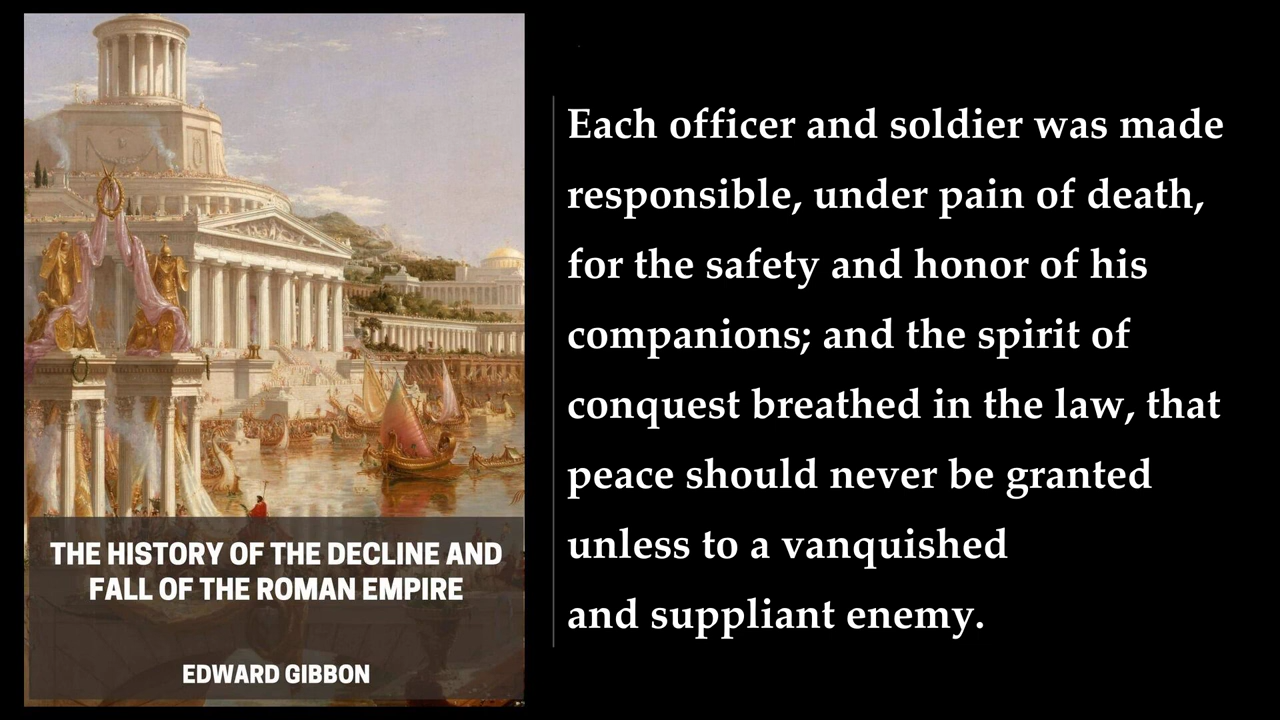 THE HISTORY OF THE DECLINE AND
FALL OF THE ROMAN EMPIRE
EDWARD GIBBON
Each officer and soldier was made
responsible, under pain of death,
for the safety and honor of his
companions; and the spirit of
conquest breathed in the law, that
peace should never be granted
unless to a vanquished
and suppliant enemy.